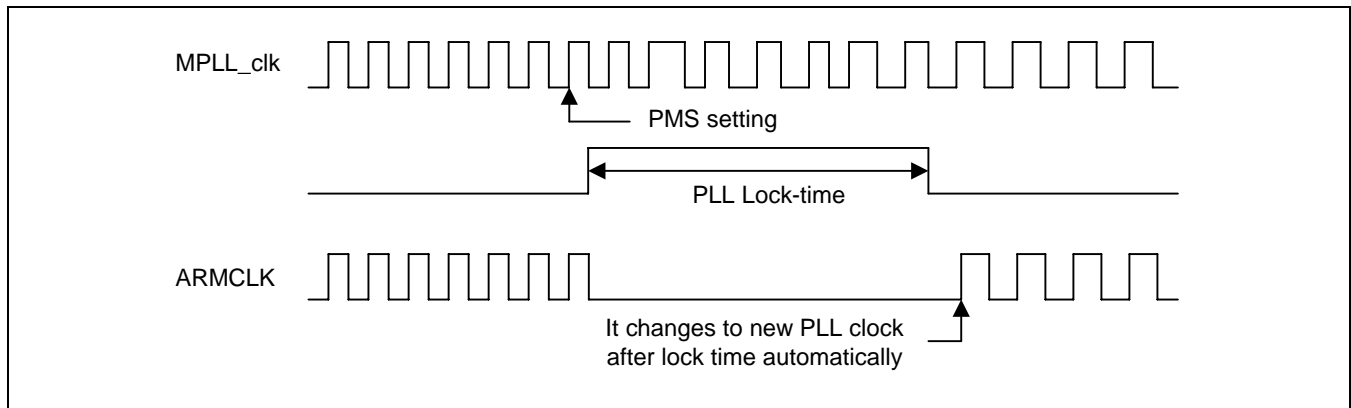 MPLL_clk
PMS setting
PLL Lock-time
ARMCLK
It changes to new PLL clock
after lock time automatically